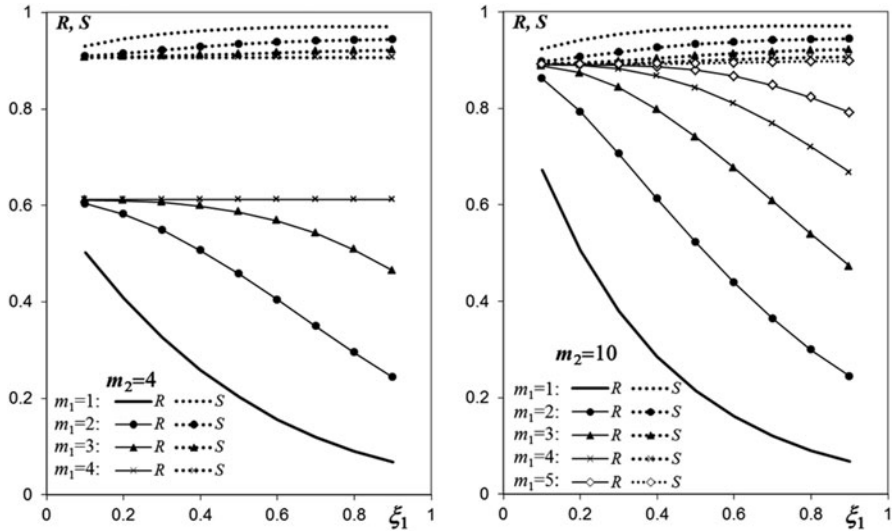 1
R, S
0.8
0.6
0.4
0.2
0
m₂=4
m₁=1: R S
m₁=2: R S
m₁=3: R S
m₁=4: R S
0 0.2 0.4 0.6 0.8 ξ₁ 1
1
R, S
0.8
0.6
0.4
0.2
0
m₂=10
m₁=1: R S
m₁=2: R S
m₁=3: R S
m₁=4: R S
m₁=5: R S
0 0.2 0.4 0.6 0.8 ξ₁ 1